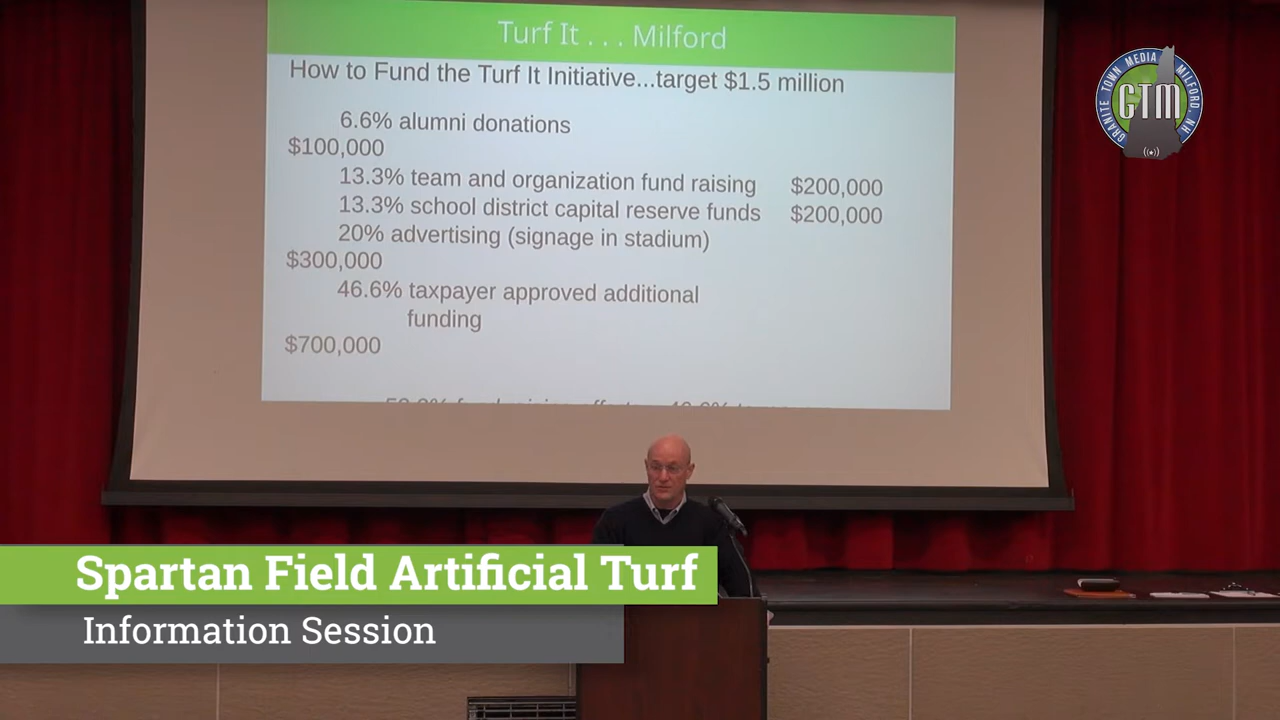 Turf It . . . Milford
How to Fund the Turf It Initiative...target $1.5 million
6.6% alumni donations
$100,000
13.3% team and organization fund raising $200,000
13.3% school district capital reserve funds $200,000
20% advertising (signage in stadium)
$300,000
46.6% taxpayer approved additional
funding
$700,000
GRANITE TOWN MEDIA MILFORD NH
GTM
Spartan Field Artificial Turf
Information Session